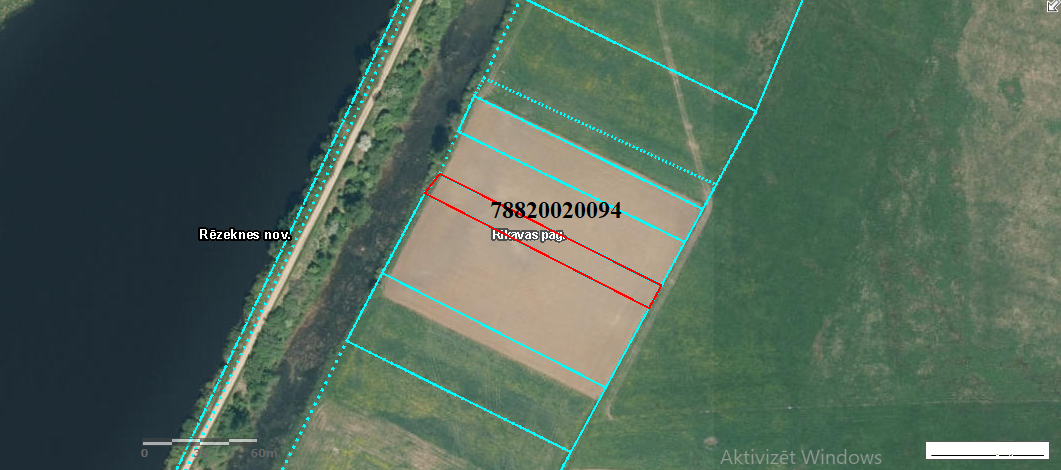 78820020094
Rēzeknes nov.
Rikavas pag.
0
60m
Aktivizēt Windows